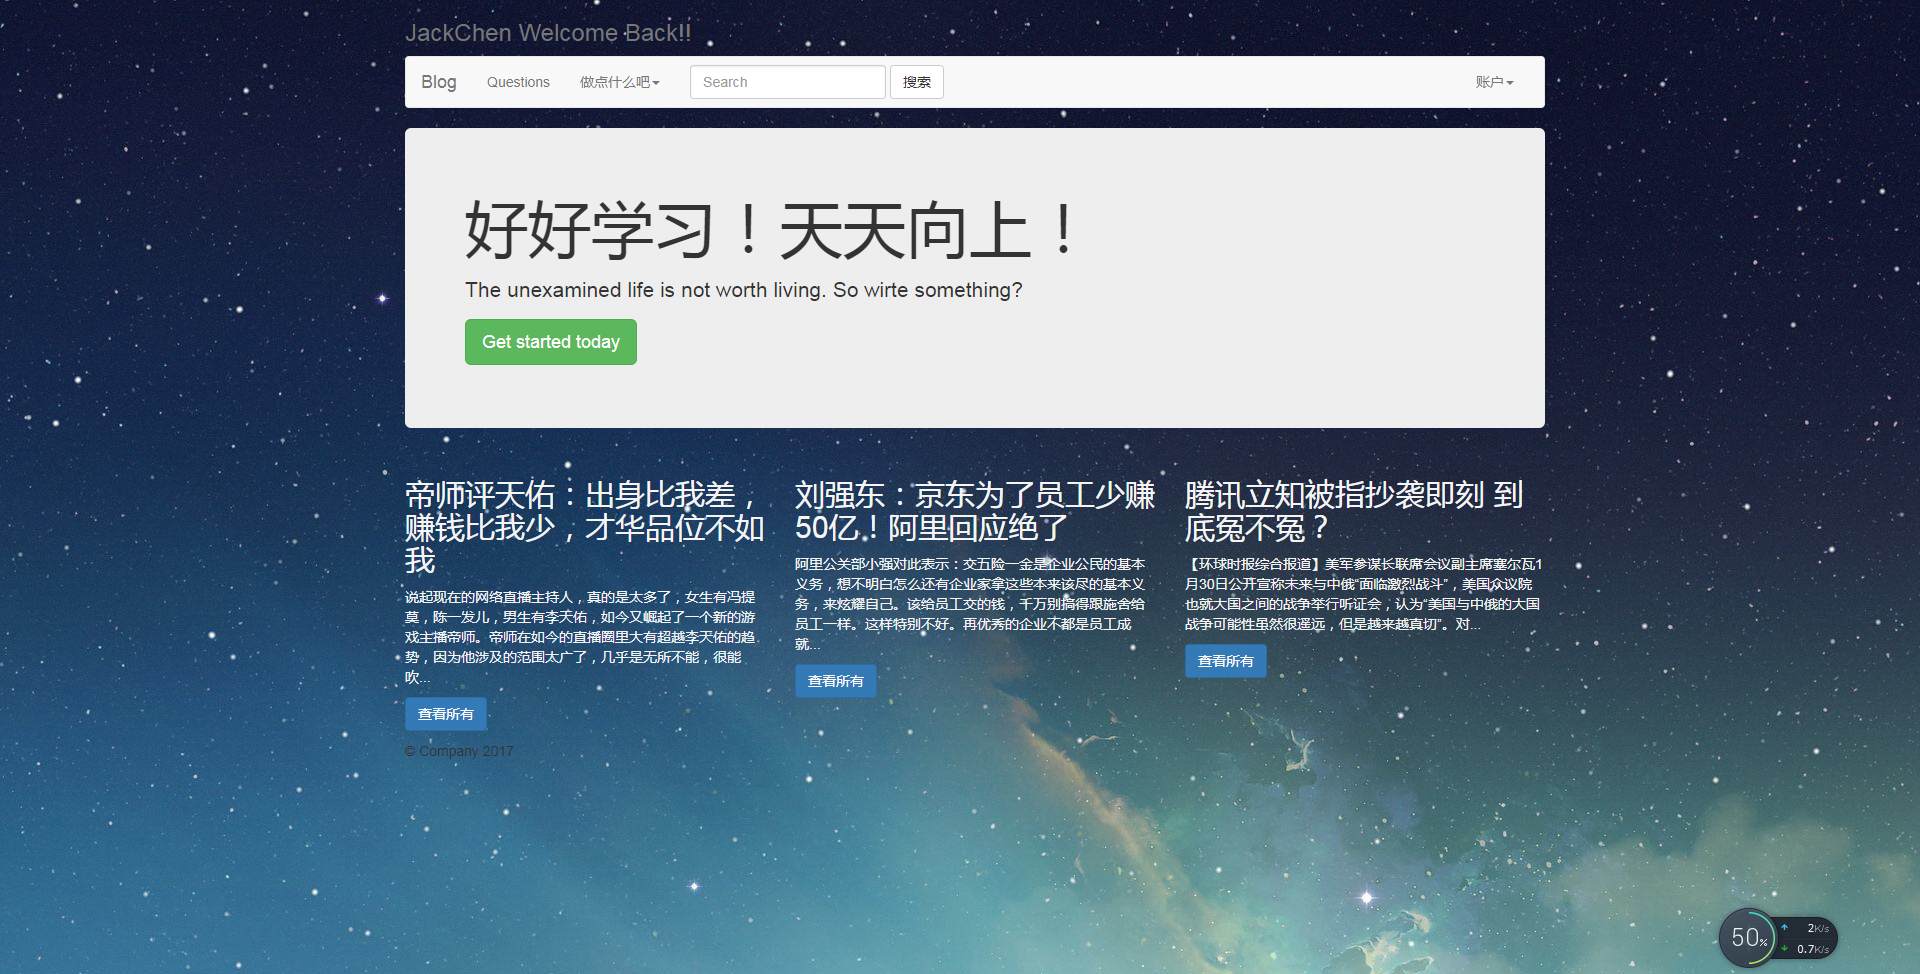 JackChen Welcome Back!!
Blog Questions 做点什么吧 Search 搜索 账户
好好学习！天天向上！
The unexamined life is not worth living. So wirte something?
Get started today
帝师评天佑：出身比我差，
赚钱比我少，才华品位不如
我
说起现在的网络直播主持人，真的是太多了，女生有冯提
莫，陈一发儿，男生有李天佑，如今又崛起了一个新的游
戏主播帝师。帝师在如今的直播圈里大有超越李天佑的趋
势，因为他涉及的范围太广了，几乎是无所不能，很能
吹...
查看所有
刘强东：京东为了员工少赚
50亿！阿里回应绝了
阿里公关部小强对此表示：交五险一金是企业公民的基本
义务，想不明白怎么还有企业家拿这些本来该尽的基本义
务，来炫耀自己。该给员工交的钱，千万别搞得跟施舍给
员工一样。这样特别不好。再优秀的企业不都是员工成
就...
查看所有
腾讯立知被指抄袭即刻 到
底冤不冤？
【环球时报综合报道】美军参谋长联席会议副主席塞尔瓦1
月30日公开宣称未来与中俄“面临激烈战斗”，美国众议院
也就大国之间的战争举行听证会，认为“美国与中俄的大国
战争可能性虽然很遥远，但是越来越真切”。对...
查看所有
© Company 2017
50% 2K/s
0.7K/s